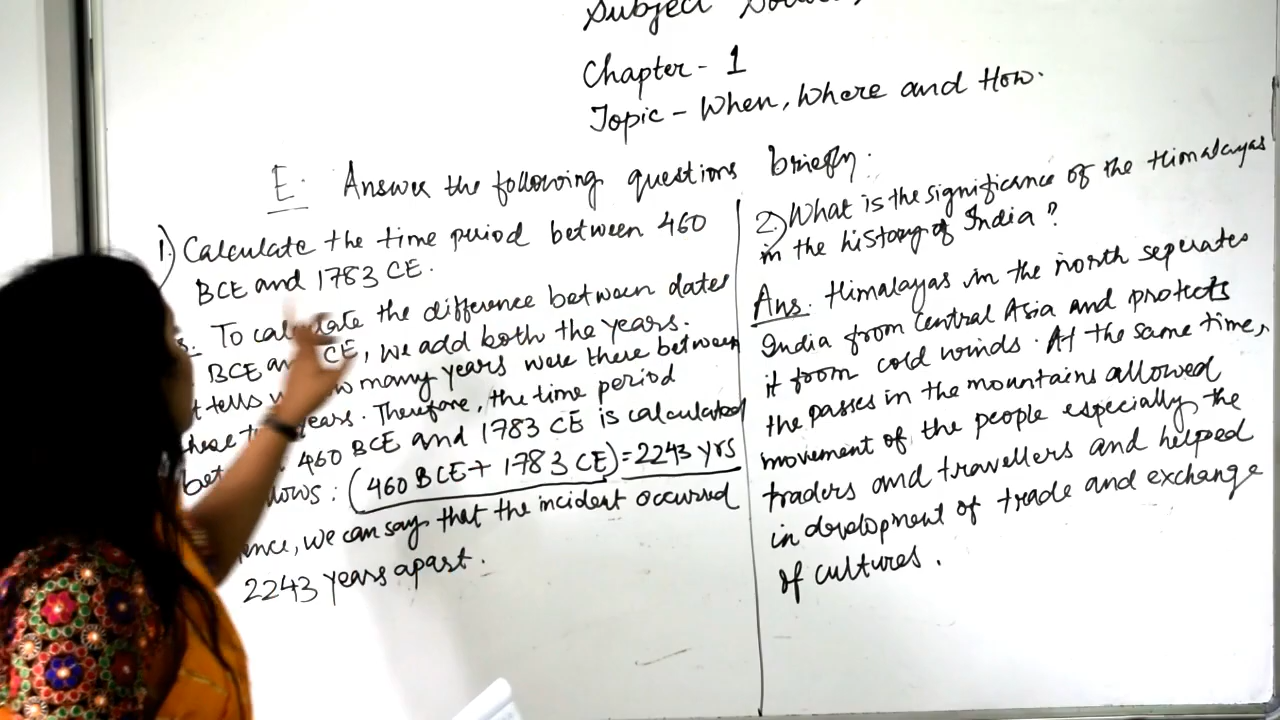 Subject
Chapter - 1
Topic - When, Where and How.
E. Answer the following questions briefly.
1.) Calculate the time period between 460
BCE and 1783 CE.
To calculate the difference between dates
BCE and CE, we add both the years.
tells many years were there between
these years. Therefore, the time period
460 BCE and 1783 CE is calculated
(460 BCE + 1783 CE) = 2243 yrs
we can say that the incident occurred
2243 years apart.
2.) What is the significance of the Himalayas
in the history of India?
Ans. Himalayas in the north seperates
India from Central Asia and protects
it from cold winds. At the same time,
the passes in the mountains allowed
movement of the people especially the
traders and travellers and helped
in development of trade and exchange
of cultures.